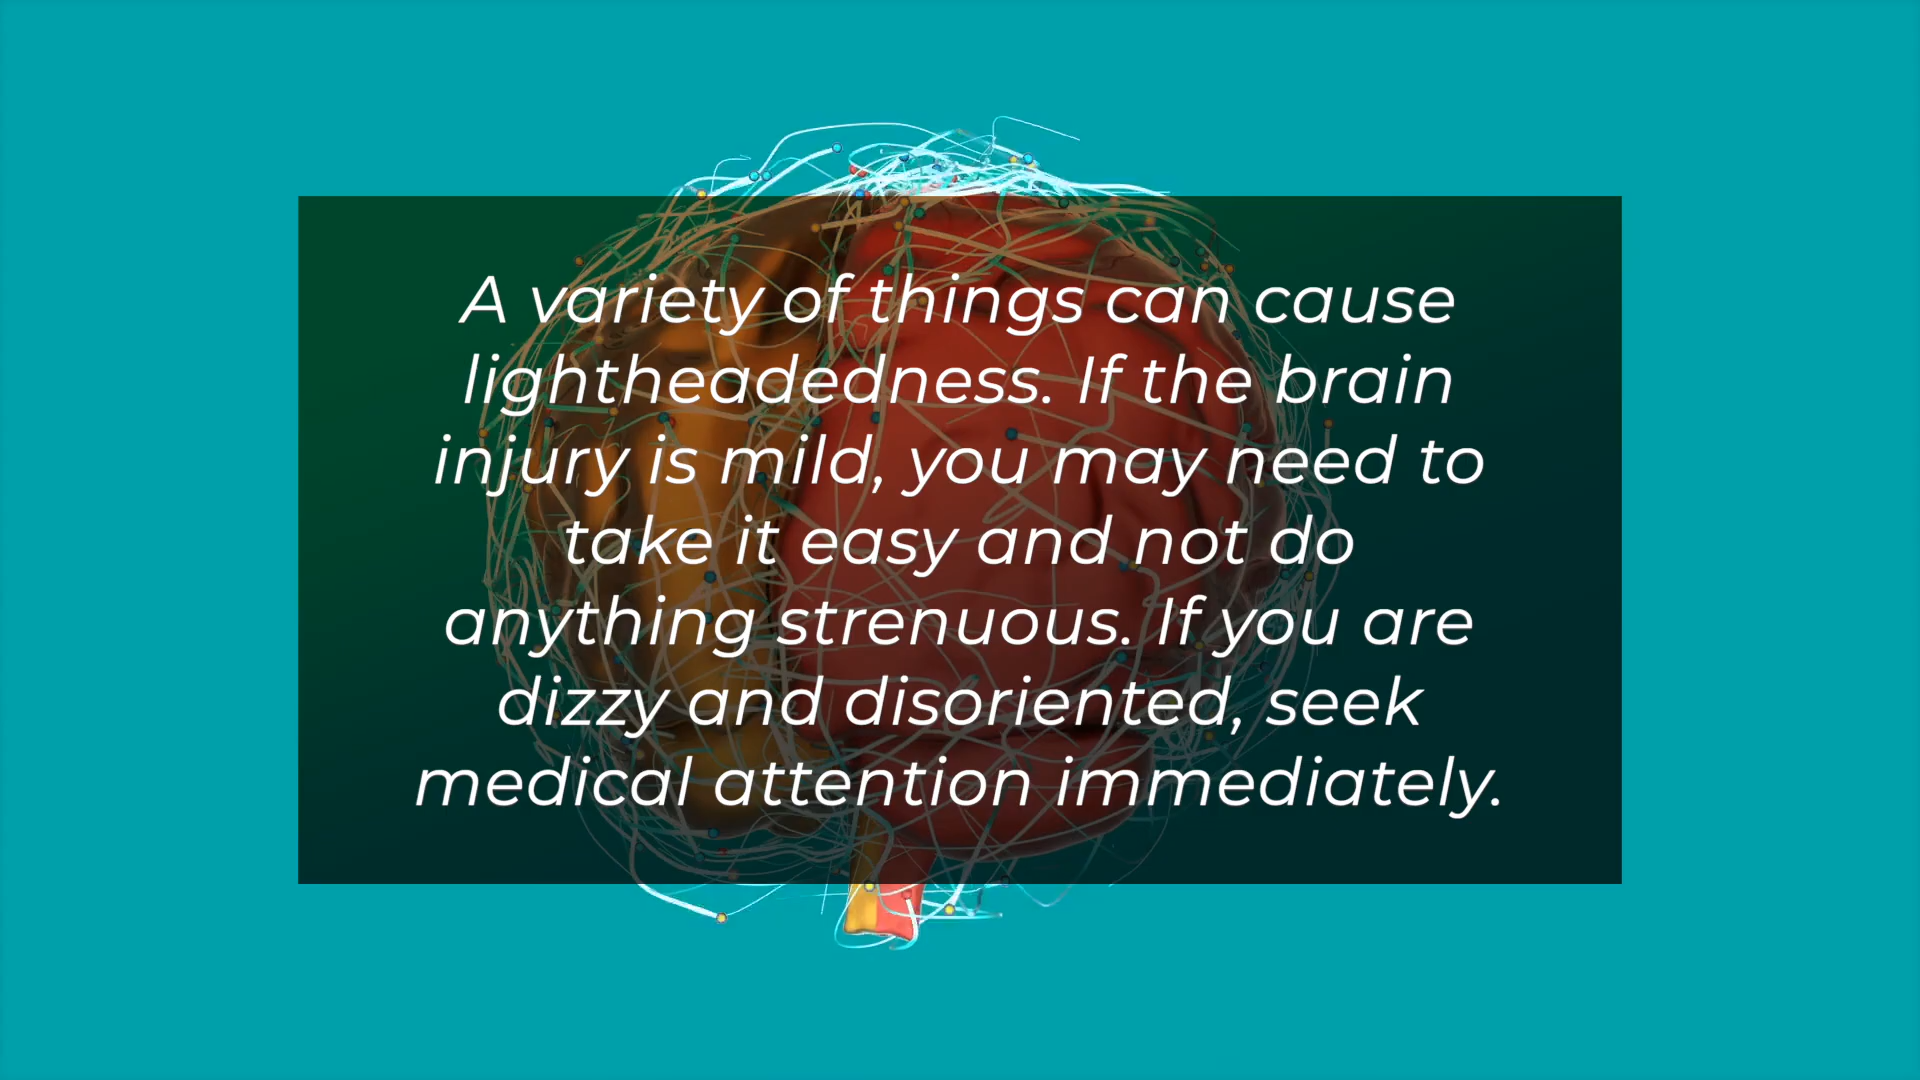 A variety of things can cause
lightheadedness. If the brain
injury is mild, you may need to
take it easy and not do
anything strenuous. If you are
dizzy and disoriented, seek
medical attention immediately.